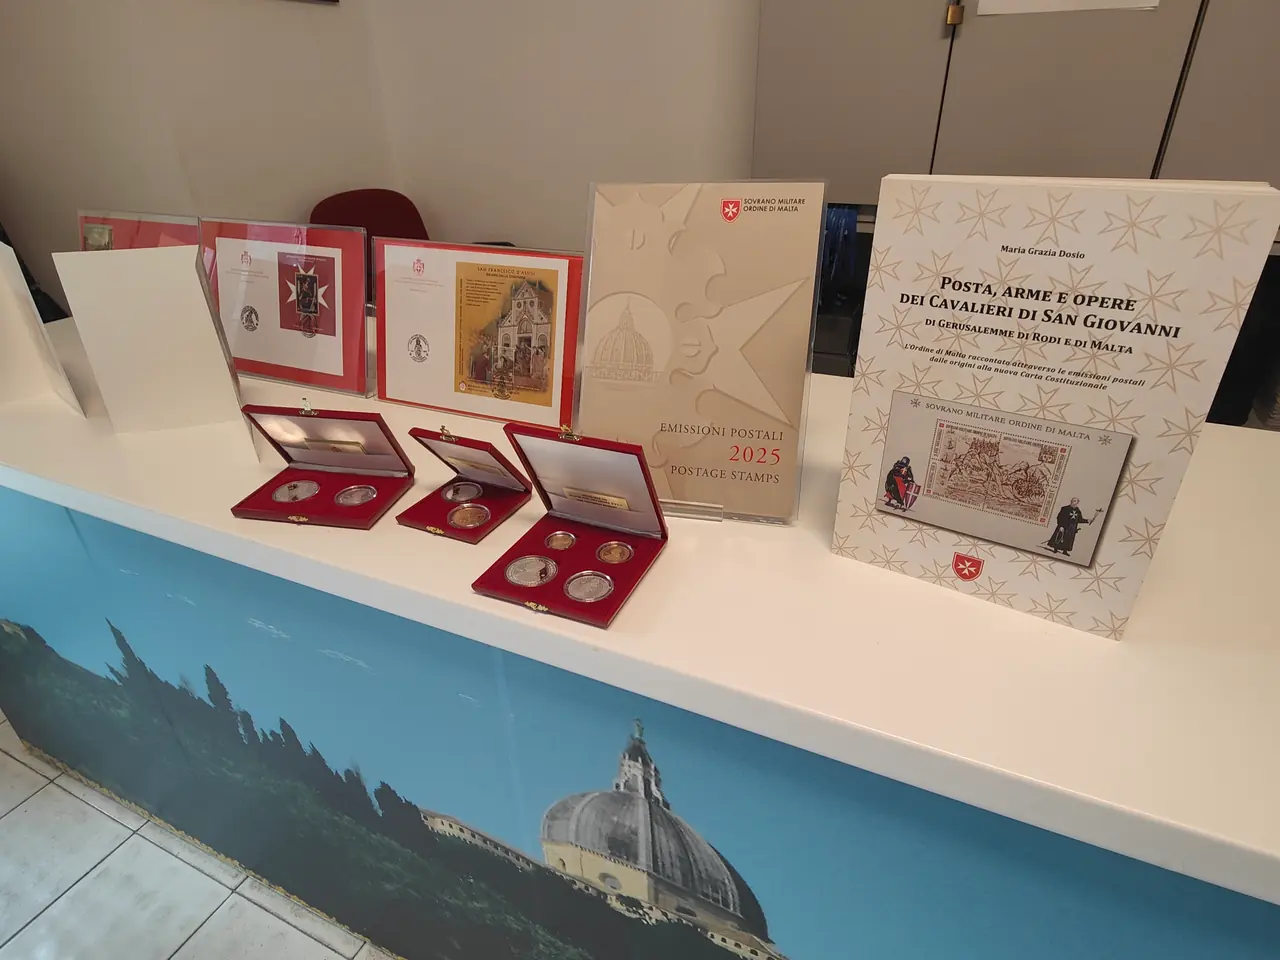 SAN FRANCESCO D'ASSISI
SOVRANO MILITARE
ORDINE DI MALTA
EMISSIONI POSTALI
2025
POSTAGE STAMPS
Maria Grazia Dosio
POSTA, ARME E OPERE
DEI CAVALIERI DI SAN GIOVANNI
DI GERUSALEMME DI RODI E DI MALTA
L'Ordine di Malta raccontato attraverso le emissioni postali
dalle origini alla nuova Carta Costituzionale
SOVRANO MILITARE ORDINE DI MALTA